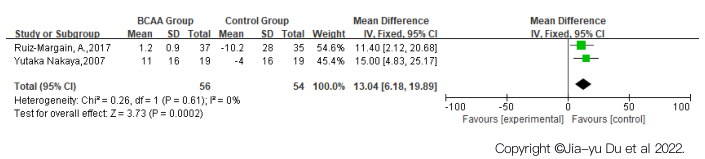 BCAA Group Control Group Mean Difference Mean Difference
Study or Subgroup Mean SD Total Mean SD Total Weight IV, Fixed, 95% CI IV, Fixed, 95% CI
Ruiz-Margain, A.,2017 1.2 0.9 37 -10.2 28 35 54.6% 11.40 [2.12, 20.68]
Yutaka Nakaya,2007 11 16 19 -4 16 19 45.4% 15.00 [4.83, 25.17]
Total (95% CI) 56 54 100.0% 13.04 [6.18, 19.89]
Heterogeneity: Chi² = 0.26, df = 1 (P = 0.61); I² = 0%
Test for overall effect: Z = 3.73 (P = 0.0002)
-100 -50 0 50 100
Favours [experimental] Favours [control]
Copyright ©Jia-yu Du et al 2022.